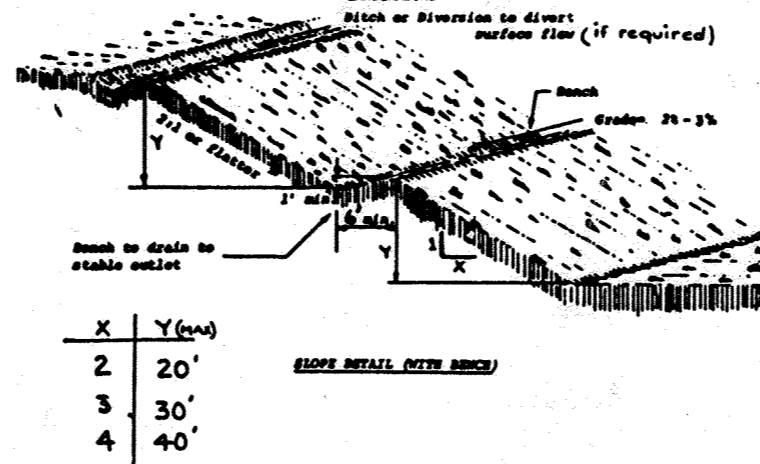 Ditch or Diversion to divert
surface flow (if required)
Bench
Grade= 2% - 3%
Y
2:1 or flatter
1' min
6 min.
Bench to drain to
stable outlet
1
Y
X
X Y (MAX)
2 20'
3 30'
4 40'
SLOPE DETAIL (WITH BENCH)